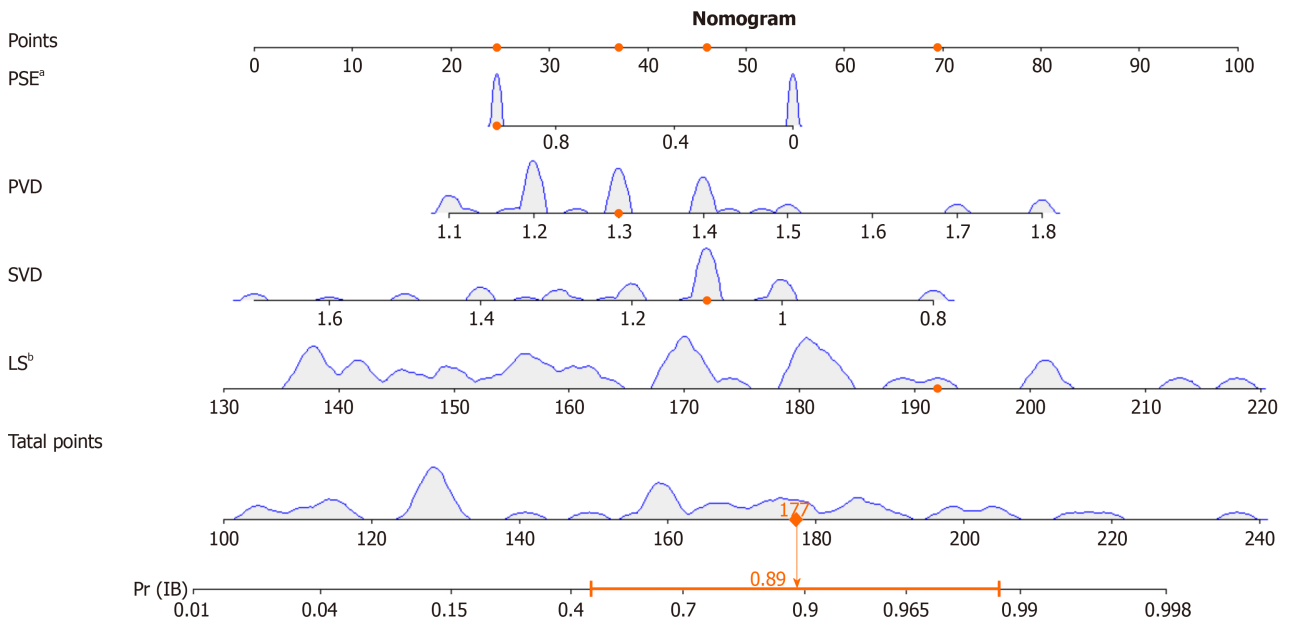 Nomogram
Points
0 10 20 30 40 50 60 70 80 90 100
PSEa
0.8 0.4 0
PVD
1.1 1.2 1.3 1.4 1.5 1.6 1.7 1.8
SVD
1.6 1.4 1.2 1 0.8
LSb
130 140 150 160 170 180 190 200 210 220
Tatal points
177
100 120 140 160 180 200 220 240
0.89
Pr (IB)
0.01 0.04 0.15 0.4 0.7 0.9 0.965 0.99 0.998